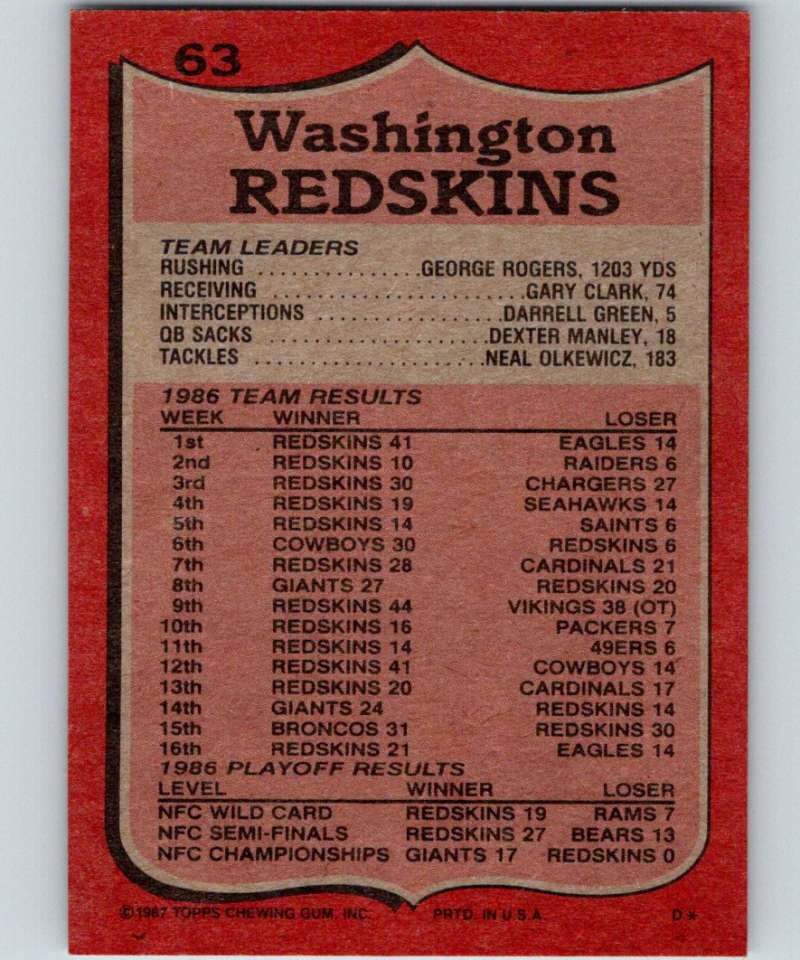 63
Washington
REDSKINS
TEAM LEADERS
RUSHING ...............GEORGE ROGERS, 1203 YDS
RECEIVING .......................GARY CLARK, 74
INTERCEPTIONS .................DARRELL GREEN, 5
QB SACKS ....................DEXTER MANLEY, 18
TACKLES .....................NEAL OLKEWICZ, 183
1986 TEAM RESULTS
WEEK WINNER LOSER
1st REDSKINS 41 EAGLES 14
2nd REDSKINS 10 RAIDERS 6
3rd REDSKINS 30 CHARGERS 27
4th REDSKINS 19 SEAHAWKS 14
5th REDSKINS 14 SAINTS 6
6th COWBOYS 30 REDSKINS 6
7th REDSKINS 28 CARDINALS 21
8th GIANTS 27 REDSKINS 20
9th REDSKINS 44 VIKINGS 38 (OT)
10th REDSKINS 16 PACKERS 7
11th REDSKINS 14 49ERS 6
12th REDSKINS 41 COWBOYS 14
13th REDSKINS 20 CARDINALS 17
14th GIANTS 24 REDSKINS 14
15th BRONCOS 31 REDSKINS 30
16th REDSKINS 21 EAGLES 14
1986 PLAYOFF RESULTS
LEVEL WINNER LOSER
NFC WILD CARD REDSKINS 19 RAMS 7
NFC SEMI-FINALS REDSKINS 27 BEARS 13
NFC CHAMPIONSHIPS GIANTS 17 REDSKINS 0
© 1987 TOPPS CHEWING GUM, INC. PRTD. IN U.S.A. D*